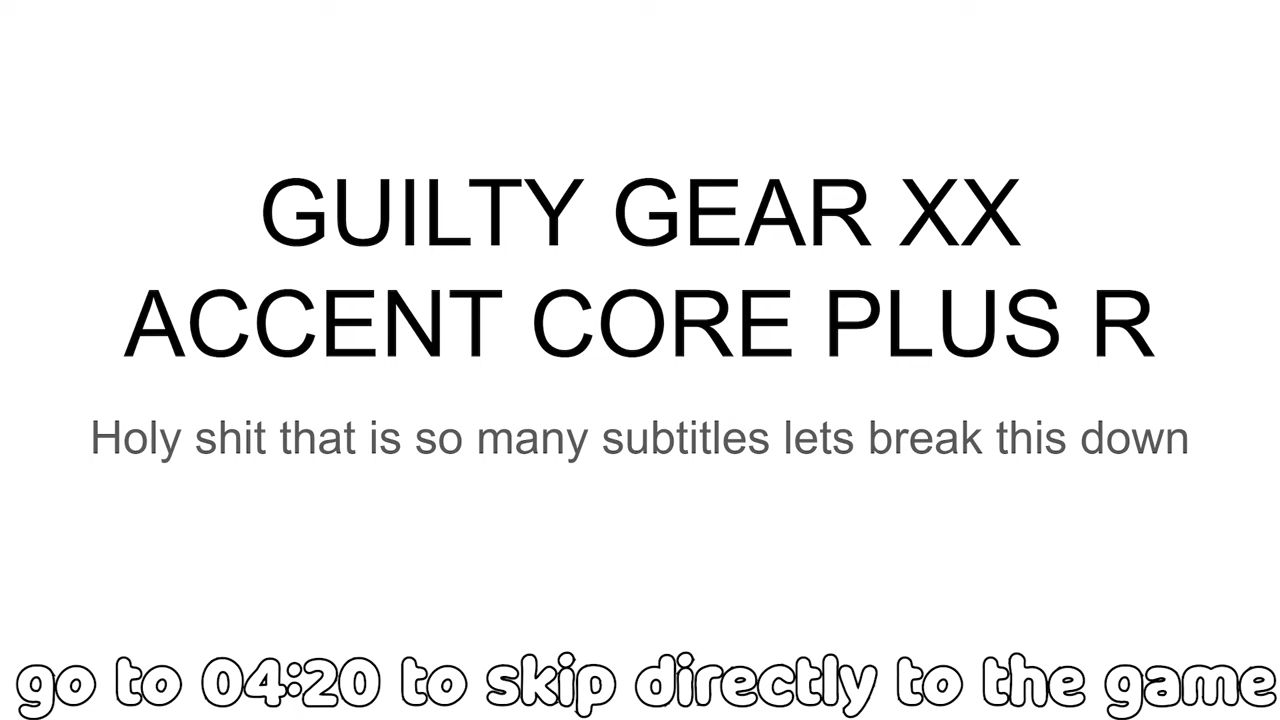 GUILTY GEAR XX
ACCENT CORE PLUS R
Holy shit that is so many subtitles lets break this down
go to 04:20 to skip directly to the game